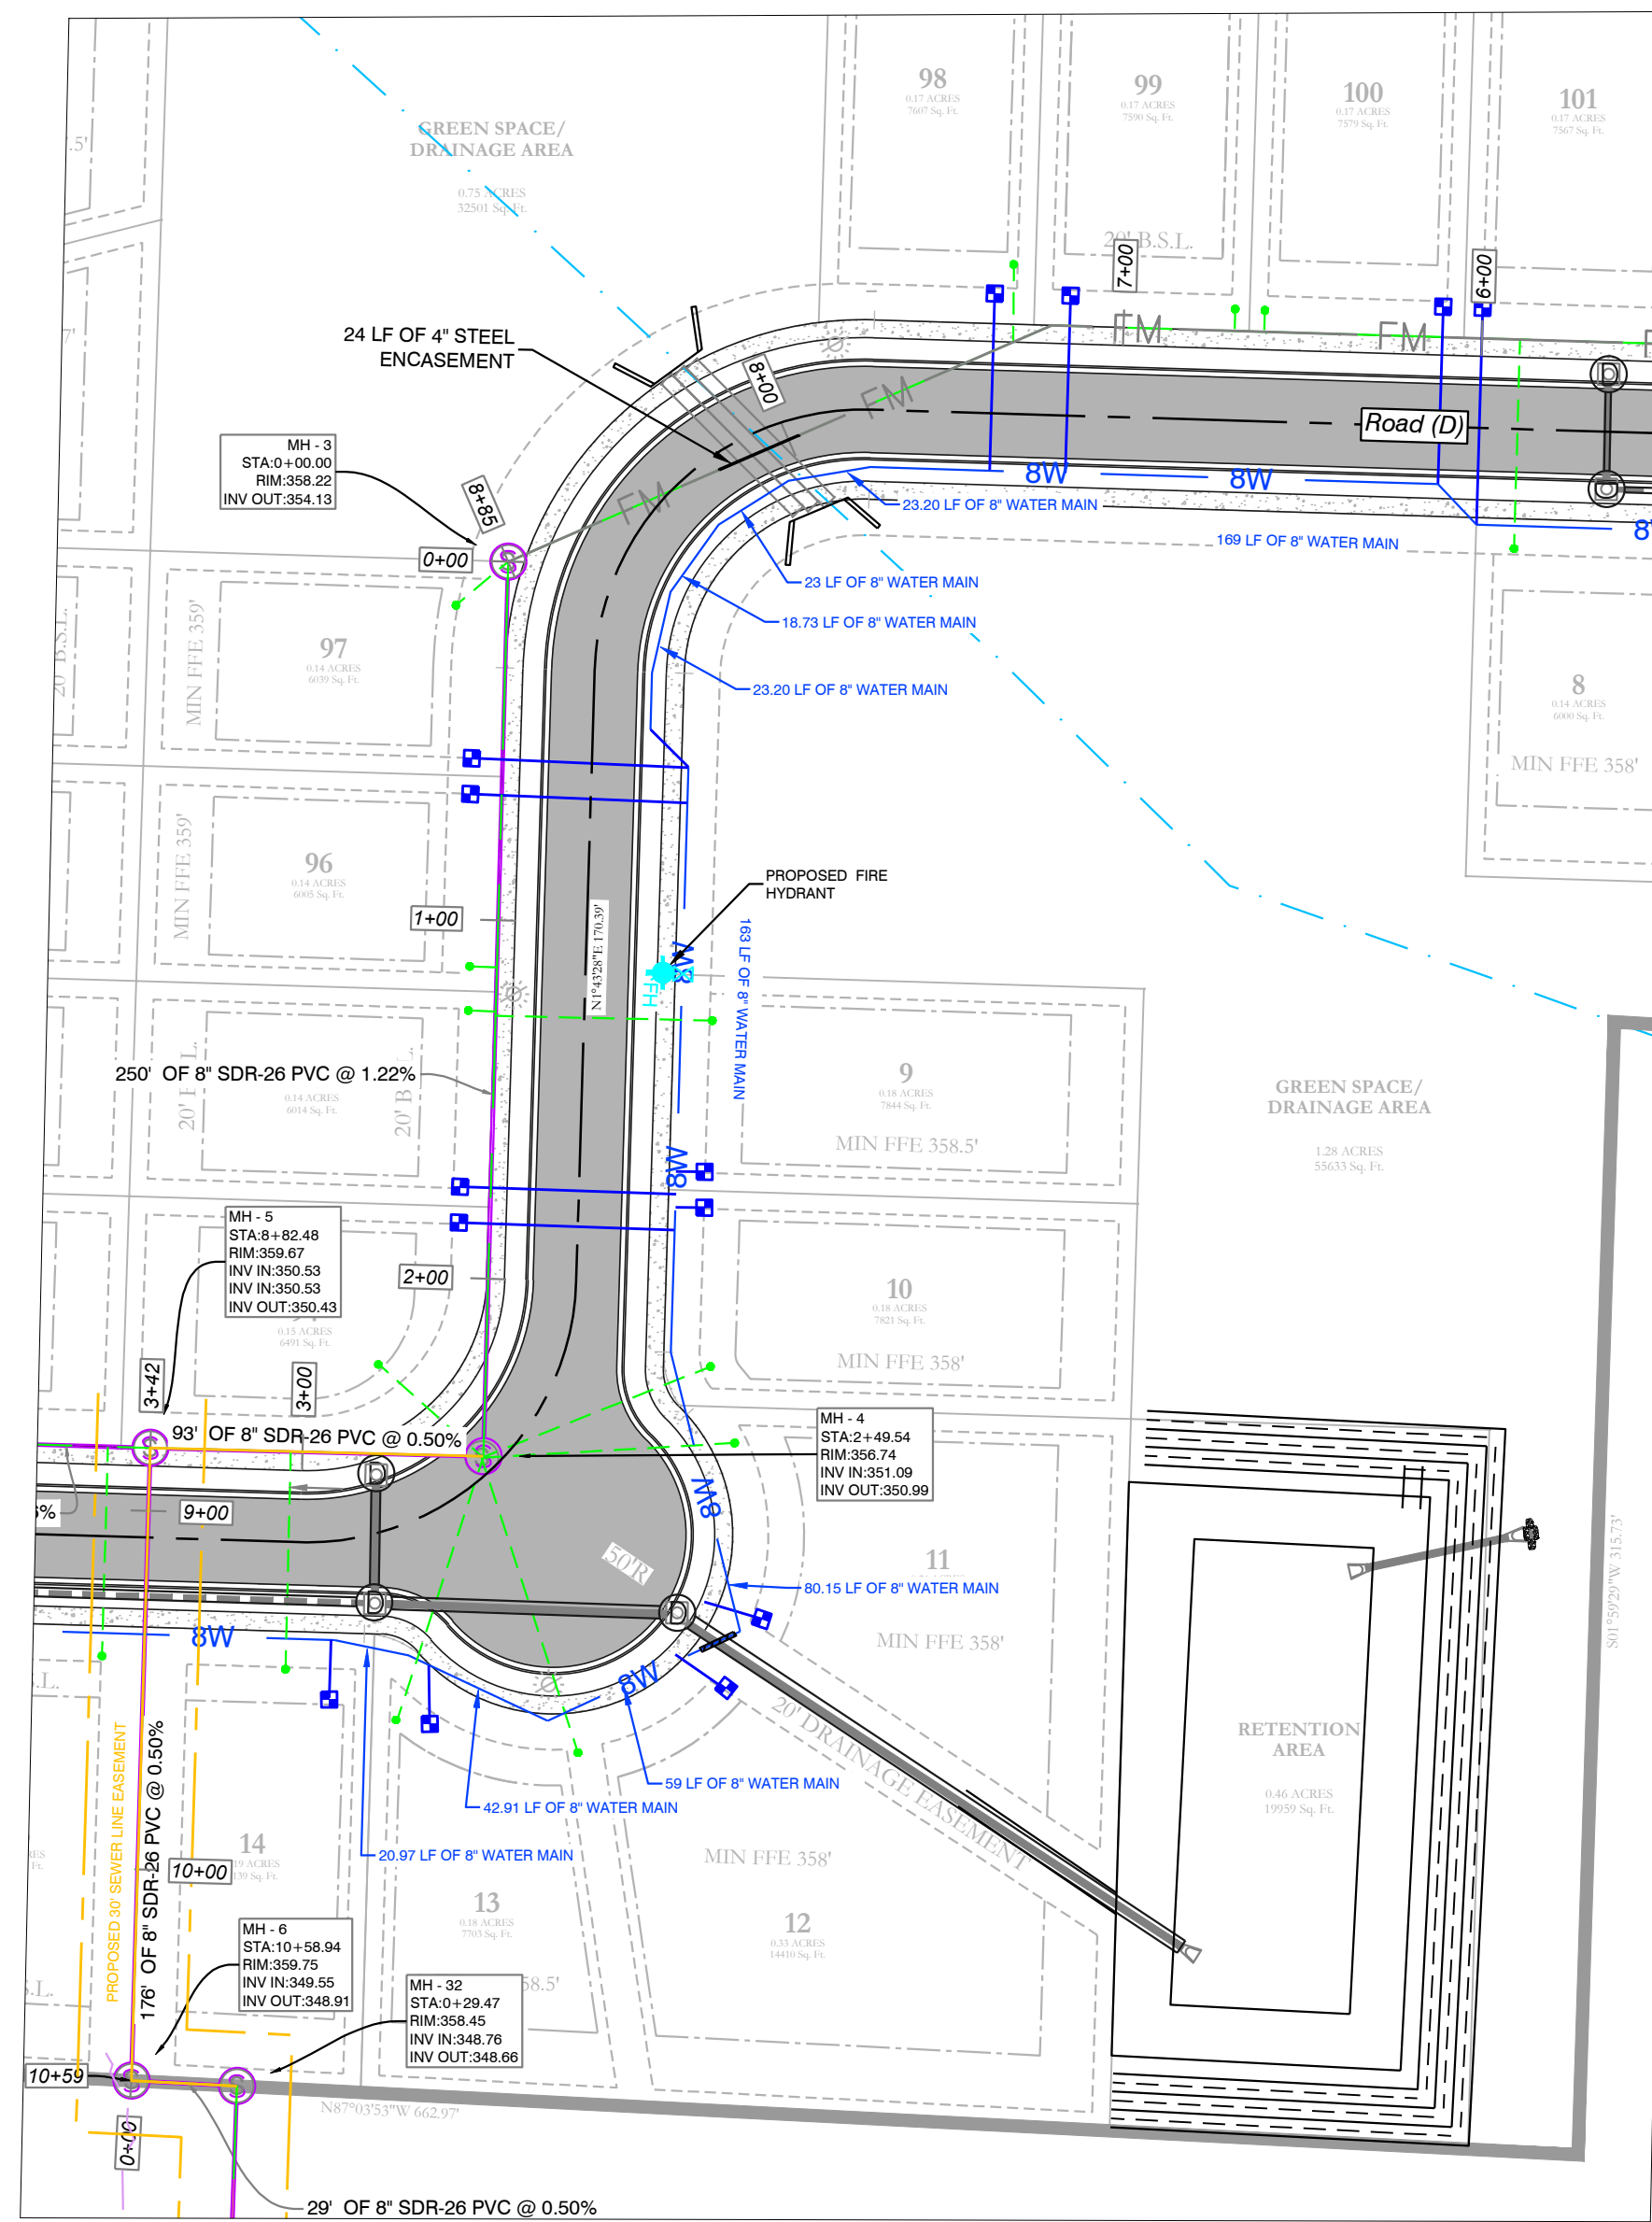 98
0.17 ACRES
7607 Sq. Ft.
99
0.17 ACRES
7590 Sq. Ft.
100
0.17 ACRES
7579 Sq. Ft.
101
0.17 ACRES
7567 Sq. Ft.
GREEN SPACE/
DRAINAGE AREA
0.75 ACRES
32501 Sq. Ft.
.5'
7'
20' B.S.L.
7+00
6+00
24 LF OF 4" STEEL
ENCASEMENT
8+00
FM
FM
FM
FM
Road (D)
MH - 3
STA:0+00.00
RIM:358.22
INV OUT:354.13
8+85
0+00
8W
8W
8
23.20 LF OF 8" WATER MAIN
169 LF OF 8" WATER MAIN
23 LF OF 8" WATER MAIN
18.73 LF OF 8" WATER MAIN
23.20 LF OF 8" WATER MAIN
20' B.S.L.
MIN FFE 359'
97
0.14 ACRES
6039 Sq. Ft.
8
0.14 ACRES
6000 Sq. Ft.
MIN FFE 358'
MIN FFE 359'
96
0.14 ACRES
6005 Sq. Ft.
1+00
N1°43'28"E 170.39'
PROPOSED FIRE
HYDRANT
8W
FH
163 LF OF 8" WATER MAIN
250' OF 8" SDR-26 PVC @ 1.22%
0.14 ACRES
6014 Sq. Ft.
9
0.18 ACRES
7844 Sq. Ft.
MIN FFE 358.5'
GREEN SPACE/
DRAINAGE AREA
1.28 ACRES
55633 Sq. Ft.
8W
MH - 5
STA:8+82.48
RIM:359.67
INV IN:350.53
INV IN:350.53
INV OUT:350.43
2+00
0.15 ACRES
6491 Sq. Ft.
10
0.18 ACRES
7821 Sq. Ft.
MIN FFE 358'
3+42
3+00
93' OF 8" SDR-26 PVC @ 0.50%
MH - 4
STA:2+49.54
RIM:356.74
INV IN:351.09
INV OUT:350.99
9+00
8W
50'R
11
MIN FFE 358'
80.15 LF OF 8" WATER MAIN
S01°59'29"W 315.73'
8W
8W
20' DRAINAGE EASEMENT
RETENTION
AREA
0.46 ACRES
19959 Sq. Ft.
59 LF OF 8" WATER MAIN
42.91 LF OF 8" WATER MAIN
20.97 LF OF 8" WATER MAIN
PROPOSED 30' SEWER LINE EASEMENT
176' OF 8" SDR-26 PVC @ 0.50%
14
19 ACRES
139 Sq. Ft.
10+00
13
0.18 ACRES
7703 Sq. Ft.
MIN FFE 358'
12
0.33 ACRES
14410 Sq. Ft.
MH - 6
STA:10+58.94
RIM:359.75
INV IN:349.55
INV OUT:348.91
MH - 32
STA:0+29.47
RIM:358.45
INV IN:348.76
INV OUT:348.66
58.5'
10+59
0+00
N87°03'53"W 662.97'
29' OF 8" SDR-26 PVC @ 0.50%